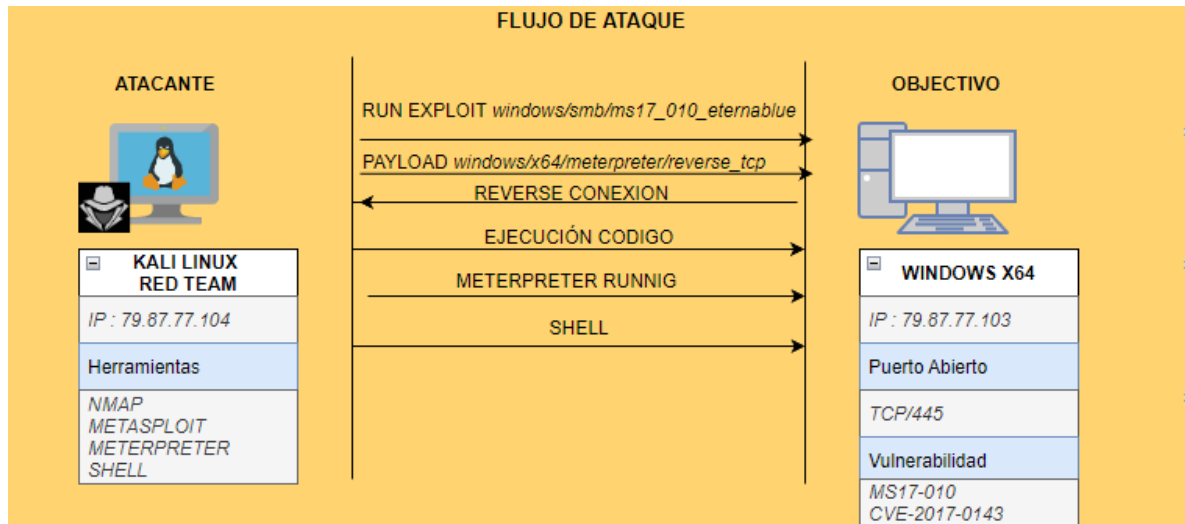 FLUJO DE ATAQUE
ATACANTE
OBJECTIVO
RUN EXPLOIT windows/smb/ms17_010_eternablue
PAYLOAD windows/x64/meterpreter/reverse_tcp
REVERSE CONEXION
EJECUCIÓN CODIGO
METERPRETER RUNNIG
SHELL
KALI LINUX
RED TEAM
IP : 79.87.77.104
Herramientas
NMAP
METASPLOIT
METERPRETER
SHELL
WINDOWS X64
IP : 79.87.77.103
Puerto Abierto
TCP/445
Vulnerabilidad
MS17-010
CVE-2017-0143